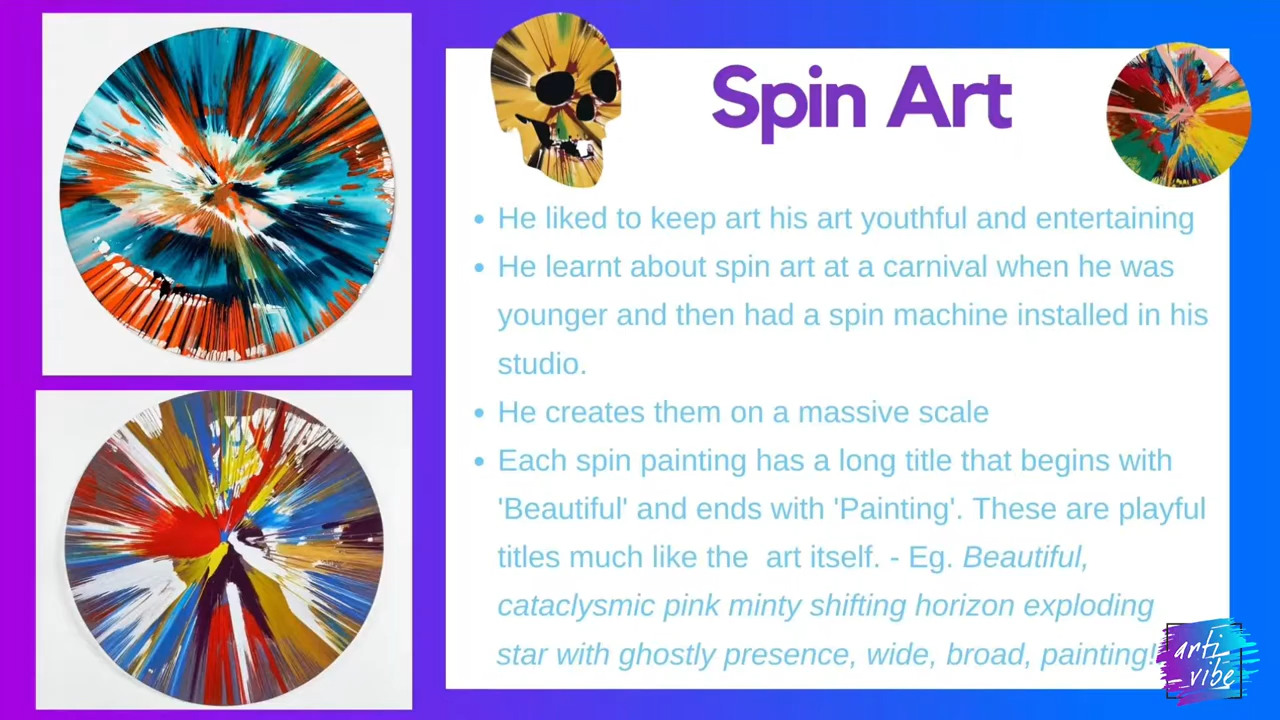 Spin Art
• He liked to keep art his art youthful and entertaining
• He learnt about spin art at a carnival when he was
younger and then had a spin machine installed in his
studio.
• He creates them on a massive scale
• Each spin painting has a long title that begins with
'Beautiful' and ends with 'Painting'. These are playful
titles much like the  art itself. - Eg. Beautiful,
cataclysmic pink minty shifting horizon exploding
star with ghostly presence, wide, broad, painting!
arti
vibe